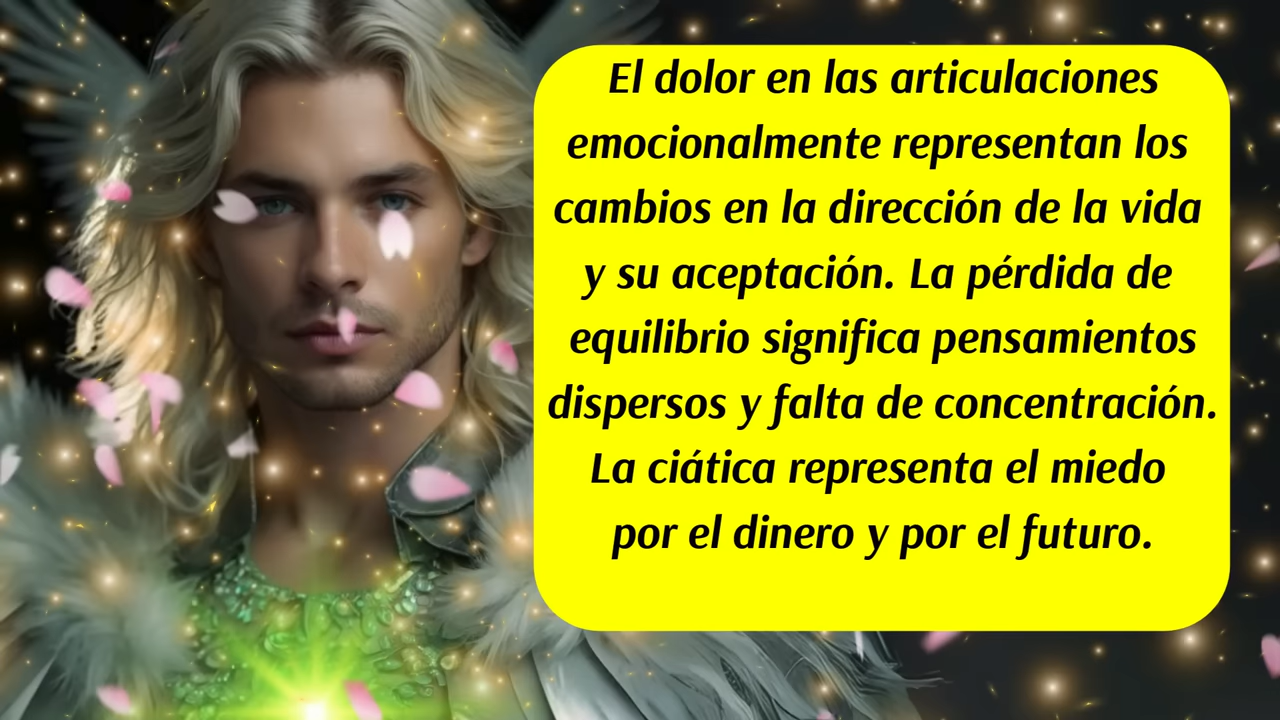 El dolor en las articulaciones
emocionalmente representan los
cambios en la dirección de la vida
y su aceptación. La pérdida de
equilibrio significa pensamientos
dispersos y falta de concentración.
La ciática representa el miedo
por el dinero y por el futuro.